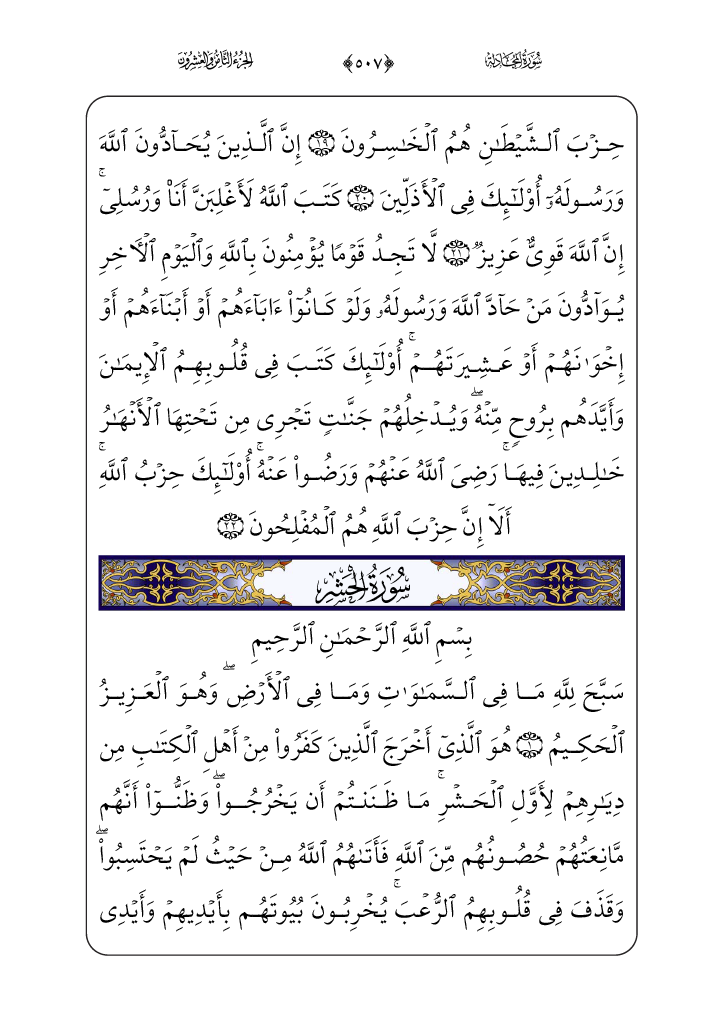 سُورَةُ المُجَادلة ﴿٥٠٧﴾ الجُزءُ الثَّامِنُ وَالعِشرُونَ
حِزۡبَ ٱلشَّيۡطَٰنِ هُمُ ٱلۡخَٰسِرُونَ ۝١٩ إِنَّ ٱلَّذِينَ يُحَآدُّونَ ٱللَّهَ
وَرَسُولَهُۥٓ أُوْلَٰٓئِكَ فِي ٱلۡأَذَلِّينَ ۝٢٠ كَتَبَ ٱللَّهُ لَأَغۡلِبَنَّ أَنَا۠ وَرُسُلِيٓۚ
إِنَّ ٱللَّهَ قَوِيٌّ عَزِيزٞ ۝٢١ لَّا تَجِدُ قَوۡمٗا يُؤۡمِنُونَ بِٱللَّهِ وَٱلۡيَوۡمِ ٱلۡأٓخِرِ
يُوَآدُّونَ مَنۡ حَآدَّ ٱللَّهَ وَرَسُولَهُۥ وَلَوۡ كَانُوٓاْ ءَابَآءَهُمۡ أَوۡ أَبۡنَآءَهُمۡ أَوۡ
إِخۡوَٰنَهُمۡ أَوۡ عَشِيرَتَهُمۡۚ أُوْلَٰٓئِكَ كَتَبَ فِي قُلُوبِهِمُ ٱلۡإِيمَٰنَ
وَأَيَّدَهُم بِرُوحٖ مِّنۡهُۖ وَيُدۡخِلُهُمۡ جَنَّٰتٖ تَجۡرِي مِن تَحۡتِهَا ٱلۡأَنۡهَٰرُ
خَٰلِدِينَ فِيهَاۚ رَضِيَ ٱللَّهُ عَنۡهُمۡ وَرَضُواْ عَنۡهُۚ أُوْلَٰٓئِكَ حِزۡبُ ٱللَّهِۚ
أَلَآ إِنَّ حِزۡبَ ٱللَّهِ هُمُ ٱلۡمُفۡلِحُونَ ۝٢٢
سُورَةُ الحَشرِ
بِسۡمِ ٱللَّهِ ٱلرَّحۡمَٰنِ ٱلرَّحِيمِ
سَبَّحَ لِلَّهِ مَا فِي ٱلسَّمَٰوَٰتِ وَمَا فِي ٱلۡأَرۡضِۖ وَهُوَ ٱلۡعَزِيزُ
ٱلۡحَكِيمُ ۝١ هُوَ ٱلَّذِيٓ أَخۡرَجَ ٱلَّذِينَ كَفَرُواْ مِنۡ أَهۡلِ ٱلۡكِتَٰبِ مِن
دِيَٰرِهِمۡ لِأَوَّلِ ٱلۡحَشۡرِۚ مَا ظَنَنتُمۡ أَن يَخۡرُجُواْۖ وَظَنُّوٓاْ أَنَّهُم
مَّانِعَتُهُمۡ حُصُونُهُم مِّنَ ٱللَّهِ فَأَتَىٰهُمُ ٱللَّهُ مِنۡ حَيۡثُ لَمۡ يَحۡتَسِبُواْۖ
وَقَذَفَ فِي قُلُوبِهِمُ ٱلرُّعۡبَۚ يُخۡرِبُونَ بُيُوتَهُم بِأَيۡدِيهِمۡ وَأَيۡدِي